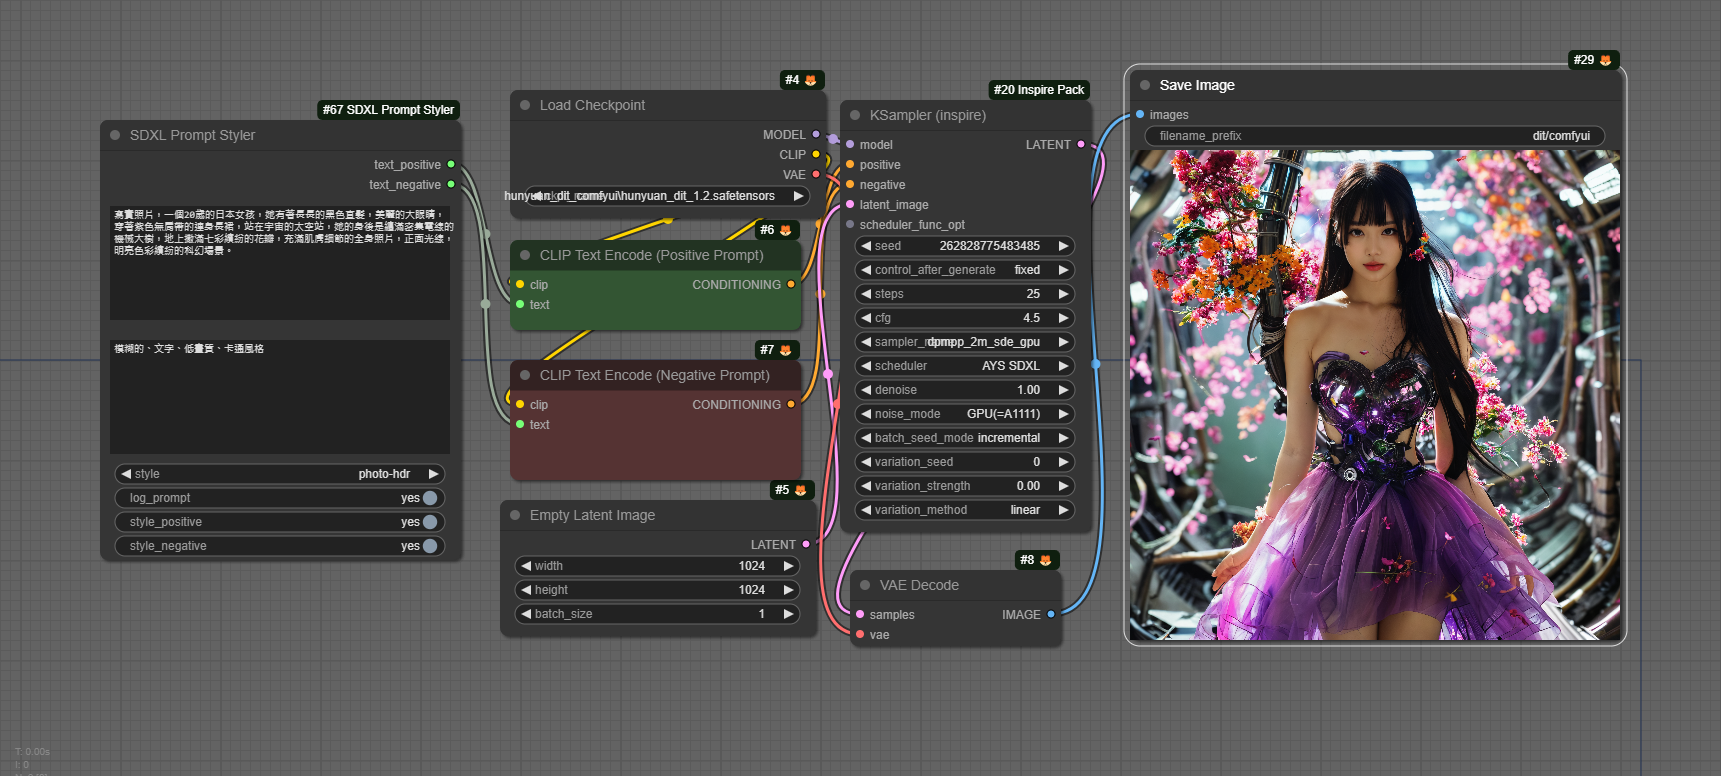 #67 SDXL Prompt Styler
SDXL Prompt Styler
text_positive
text_negative
寫實照片，一個20歲的日本女孩，她有著長長的黑色直髮，美麗的大眼睛，
穿著紫色無肩帶的連身長裙，站在宇宙的太空站，她的身後是纏滿密集電線的
機械大樹，地上撒滿七彩繽紛的花瓣，充滿肌膚細節的全身照片，正面光線，
明亮色彩繽紛的科幻場景。
模糊的、文字、低畫質、卡通風格
style
photo-hdr
log_prompt
yes
style_positive
yes
style_negative
yes
#4
Load Checkpoint
MODEL
CLIP
VAE
hunyuan_dit_comfyui\hunyuan_dit_1.2.safetensors
#6
CLIP Text Encode (Positive Prompt)
clip
CONDITIONING
text
#7
CLIP Text Encode (Negative Prompt)
clip
CONDITIONING
text
#5
Empty Latent Image
LATENT
width
1024
height
1024
batch_size
1
#20 Inspire Pack
KSampler (inspire)
model
LATENT
positive
negative
latent_image
scheduler_func_opt
seed
262828775483485
control_after_generate
fixed
steps
25
cfg
4.5
dpmpp_2m_sde_gpu
scheduler
AYS SDXL
denoise
1.00
noise_mode
GPU(=A1111)
batch_seed_mode
incremental
variation_seed
0
variation_strength
0.00
variation_method
linear
#8
VAE Decode
samples
IMAGE
vae
#29
Save Image
images
filename_prefix
dit/comfyui
T: 0.00s
I: 0